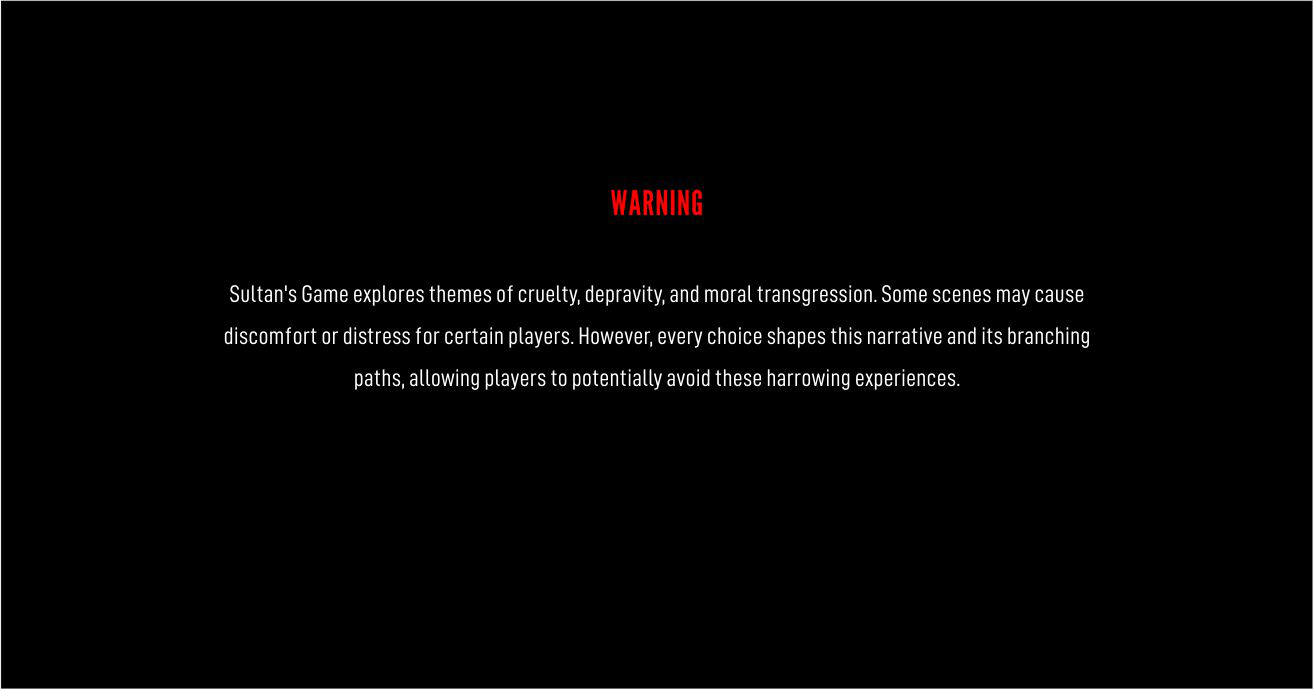 WARNING
Sultan's Game explores themes of cruelty, depravity, and moral transgression. Some scenes may cause
discomfort or distress for certain players. However, every choice shapes this narrative and its branching
paths, allowing players to potentially avoid these harrowing experiences.